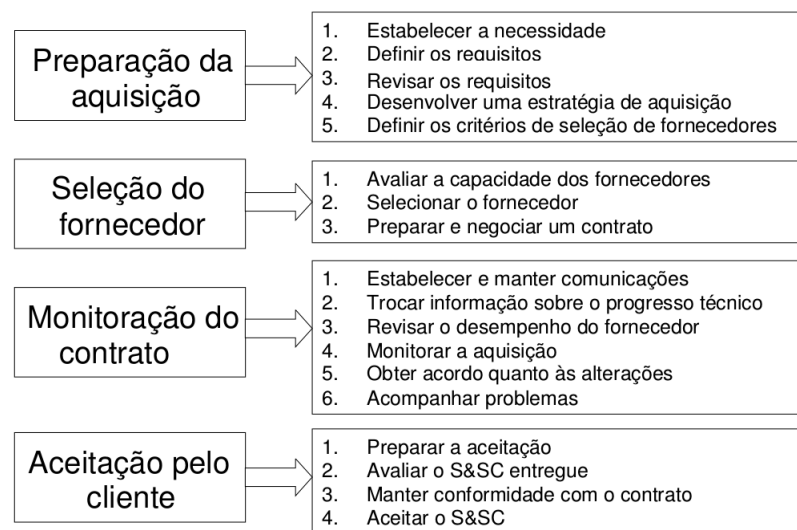 Preparação da
aquisição
1. Estabelecer a necessidade
2. Definir os requisitos
3. Revisar os requisitos
4. Desenvolver uma estratégia de aquisição
5. Definir os critérios de seleção de fornecedores
Seleção do
fornecedor
1. Avaliar a capacidade dos fornecedores
2. Selecionar o fornecedor
3. Preparar e negociar um contrato
Monitoração do
contrato
1. Estabelecer e manter comunicações
2. Trocar informação sobre o progresso técnico
3. Revisar o desempenho do fornecedor
4. Monitorar a aquisição
5. Obter acordo quanto às alterações
6. Acompanhar problemas
Aceitação pelo
cliente
1. Preparar a aceitação
2. Avaliar o S&SC entregue
3. Manter conformidade com o contrato
4. Aceitar o S&SC